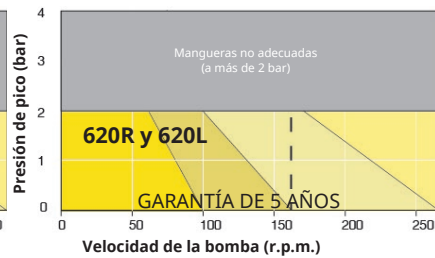 Presión de pico (bar)
4
3
2
1
0
Mangueras no adecuadas
(a más de 2 bar)
620R y 620L
GARANTÍA DE 5 AÑOS
0 50 100 150 200 250
Velocidad de la bomba (r.p.m.)